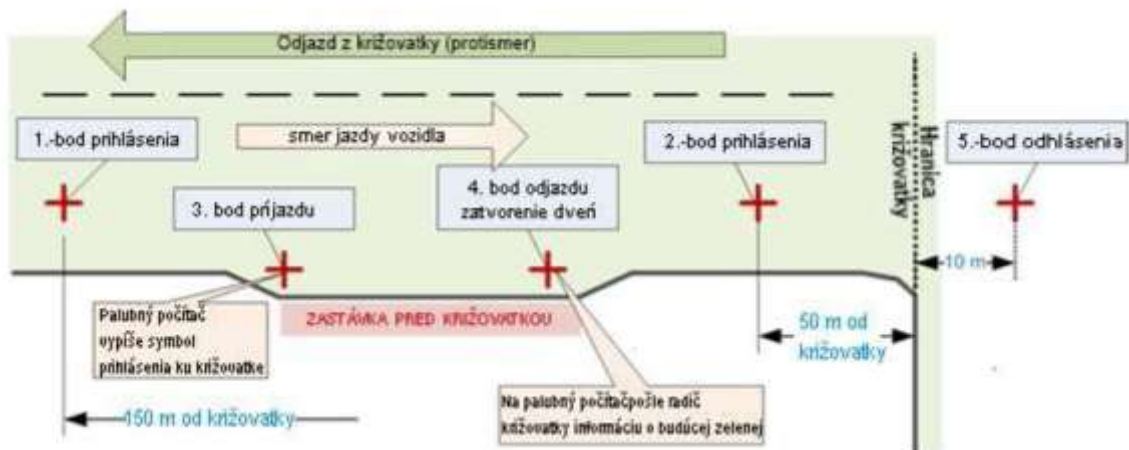 Odjazd z križovatky (protismer)
1.-bod prihlásenia
smer jazdy vozidla
2.-bod prihlásenia
Hranica
križovatky
5.-bod odhlásenia
3. bod príjazdu
4. bod odjazdu
zatvorenie dverí
10 m
Palubný počítač
vypíše symbol
prihlásenia ku križovatke
ZASTÁVKA PRED KRIŽOVATKOU
50 m od
križovatky
150 m od križovatky
Na palubný počítačpošle radič
križovatky informáciu o budúcej zelenej